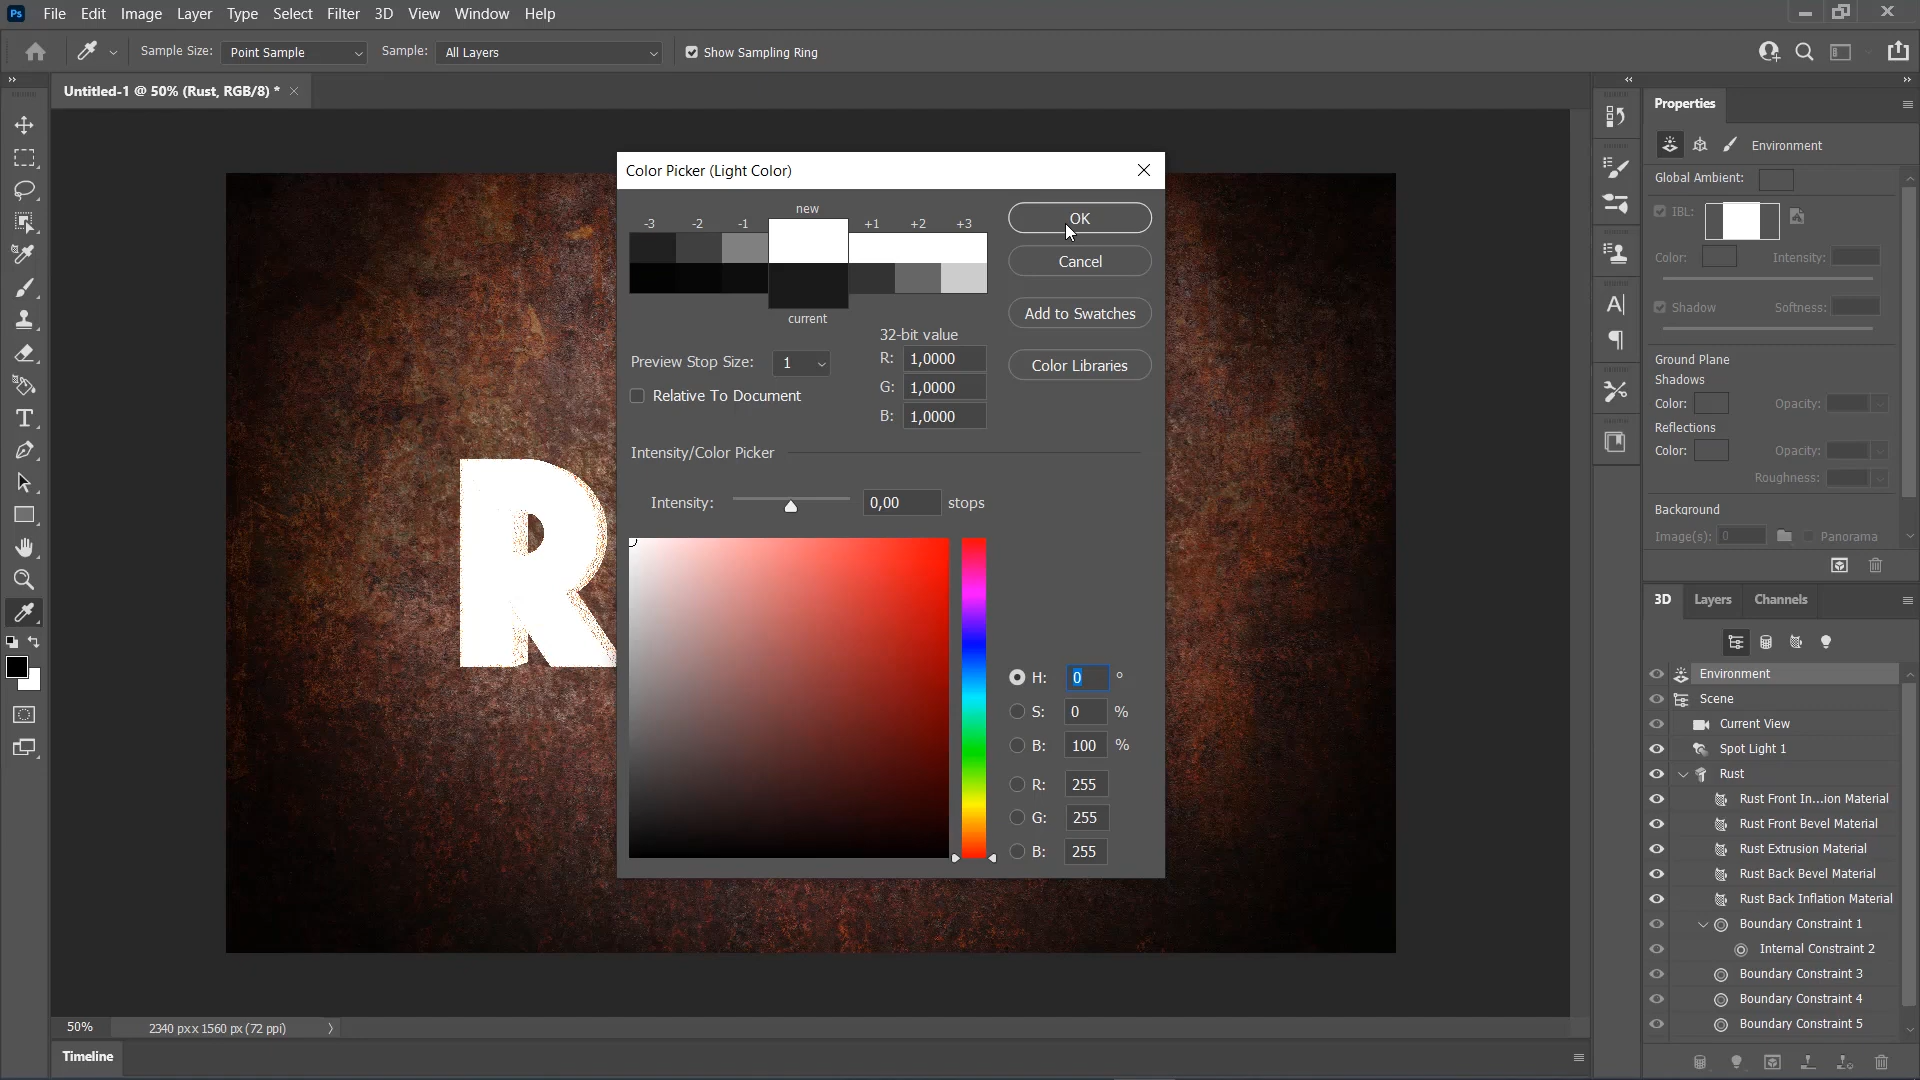 Ps File Edit Image Layer Type Select Filter 3D View Window Help
Sample Size: Point Sample Sample: All Layers Show Sampling Ring
Untitled-1 @ 50% (Rust, RGB/8) *
Color Picker (Light Color)
new
-3 -2 -1 +1 +2 +3
current
OK
Cancel
Add to Swatches
Color Libraries
32-bit value
Preview Stop Size: 1
R: 1,0000
Relative To Document
G: 1,0000
B: 1,0000
Intensity/Color Picker
Intensity: 0,00 stops
H: 0 °
S: 0 %
B: 100 %
R: 255
G: 255
B: 255
R
Properties
Environment
Global Ambient:
IBL:
Color: Intensity:
Shadow Softness:
Ground Plane
Shadows
Color: Opacity:
Reflections
Color: Opacity:
Roughness:
Background
Image(s): 0 Panorama
3D Layers Channels
Environment
Scene
Current View
Spot Light 1
Rust
Rust Front In...ion Material
Rust Front Bevel Material
Rust Extrusion Material
Rust Back Bevel Material
Rust Back Inflation Material
Boundary Constraint 1
Internal Constraint 2
Boundary Constraint 3
Boundary Constraint 4
Boundary Constraint 5
50% 2340 px x 1560 px (72 ppi)
Timeline